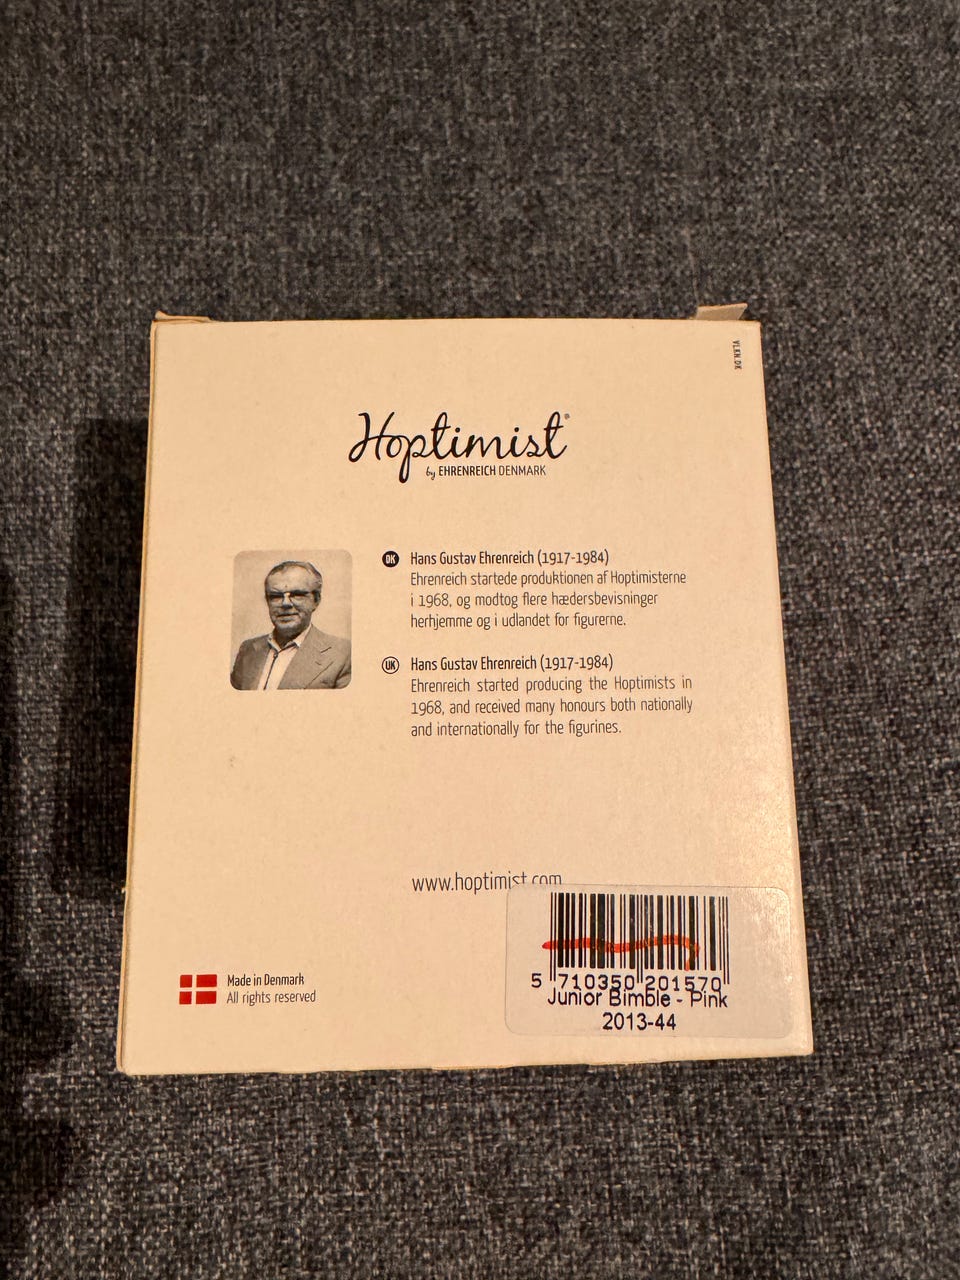 VLKN.DK
Hoptimist®
by EHRENREICH DENMARK
DK Hans Gustav Ehrenreich (1917-1984)
Ehrenreich startede produktionen af Hoptimisterne
i 1968, og modtog flere hædersbevisninger
herhjemme og i udlandet for figurerne.
UK Hans Gustav Ehrenreich (1917-1984)
Ehrenreich started producing the Hoptimists in
1968, and received many honours both nationally
and internationally for the figurines.
www.hoptimist.com
Made in Denmark
All rights reserved
5 710350 201570
Junior Bimble - Pink
2013-44